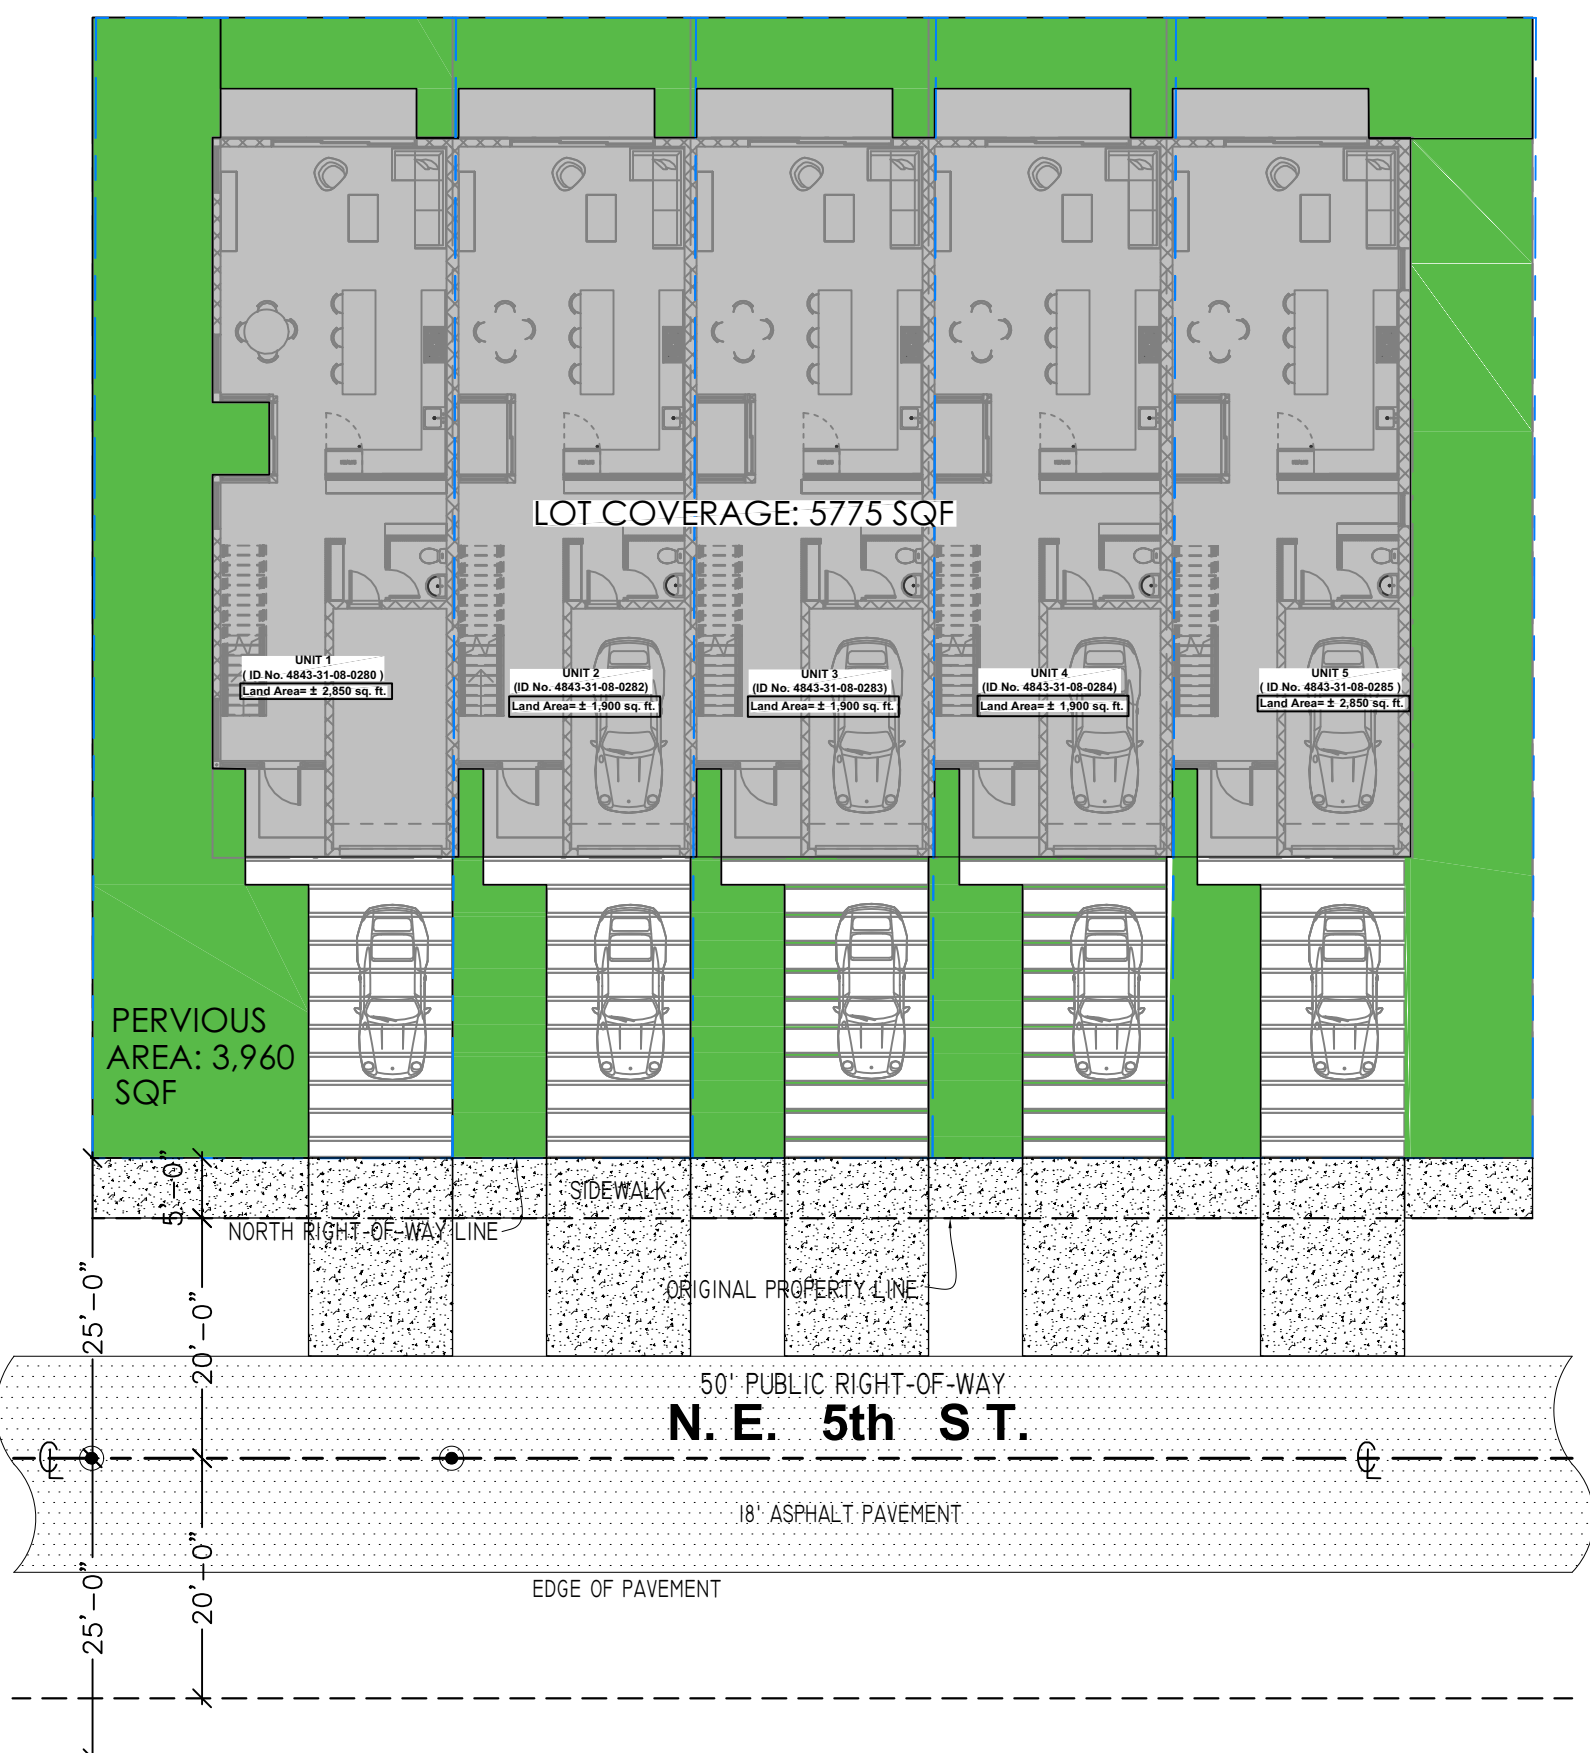 LOT COVERAGE: 5775 SQF
UNIT 1
( ID No. 4843-31-08-0280 )
Land Area= ± 2,850 sq. ft.
UNIT 2
(ID No. 4843-31-08-0282)
Land Area= ± 1,900 sq. ft.
UNIT 3
(ID No. 4843-31-08-0283)
Land Area= ± 1,900 sq. ft.
UNIT 4
(ID No. 4843-31-08-0284)
Land Area= ± 1,900 sq. ft.
UNIT 5
( ID No. 4843-31-08-0285 )
Land Area= ± 2,850 sq. ft.
PERVIOUS
AREA: 3,960
SQF
5'-0"
SIDEWALK
NORTH RIGHT-OF-WAY LINE
ORIGINAL PROPERTY LINE
25'-0"
20'-0"
50' PUBLIC RIGHT-OF-WAY
N. E. 5th S T.
18' ASPHALT PAVEMENT
EDGE OF PAVEMENT
25'-0"
20'-0"